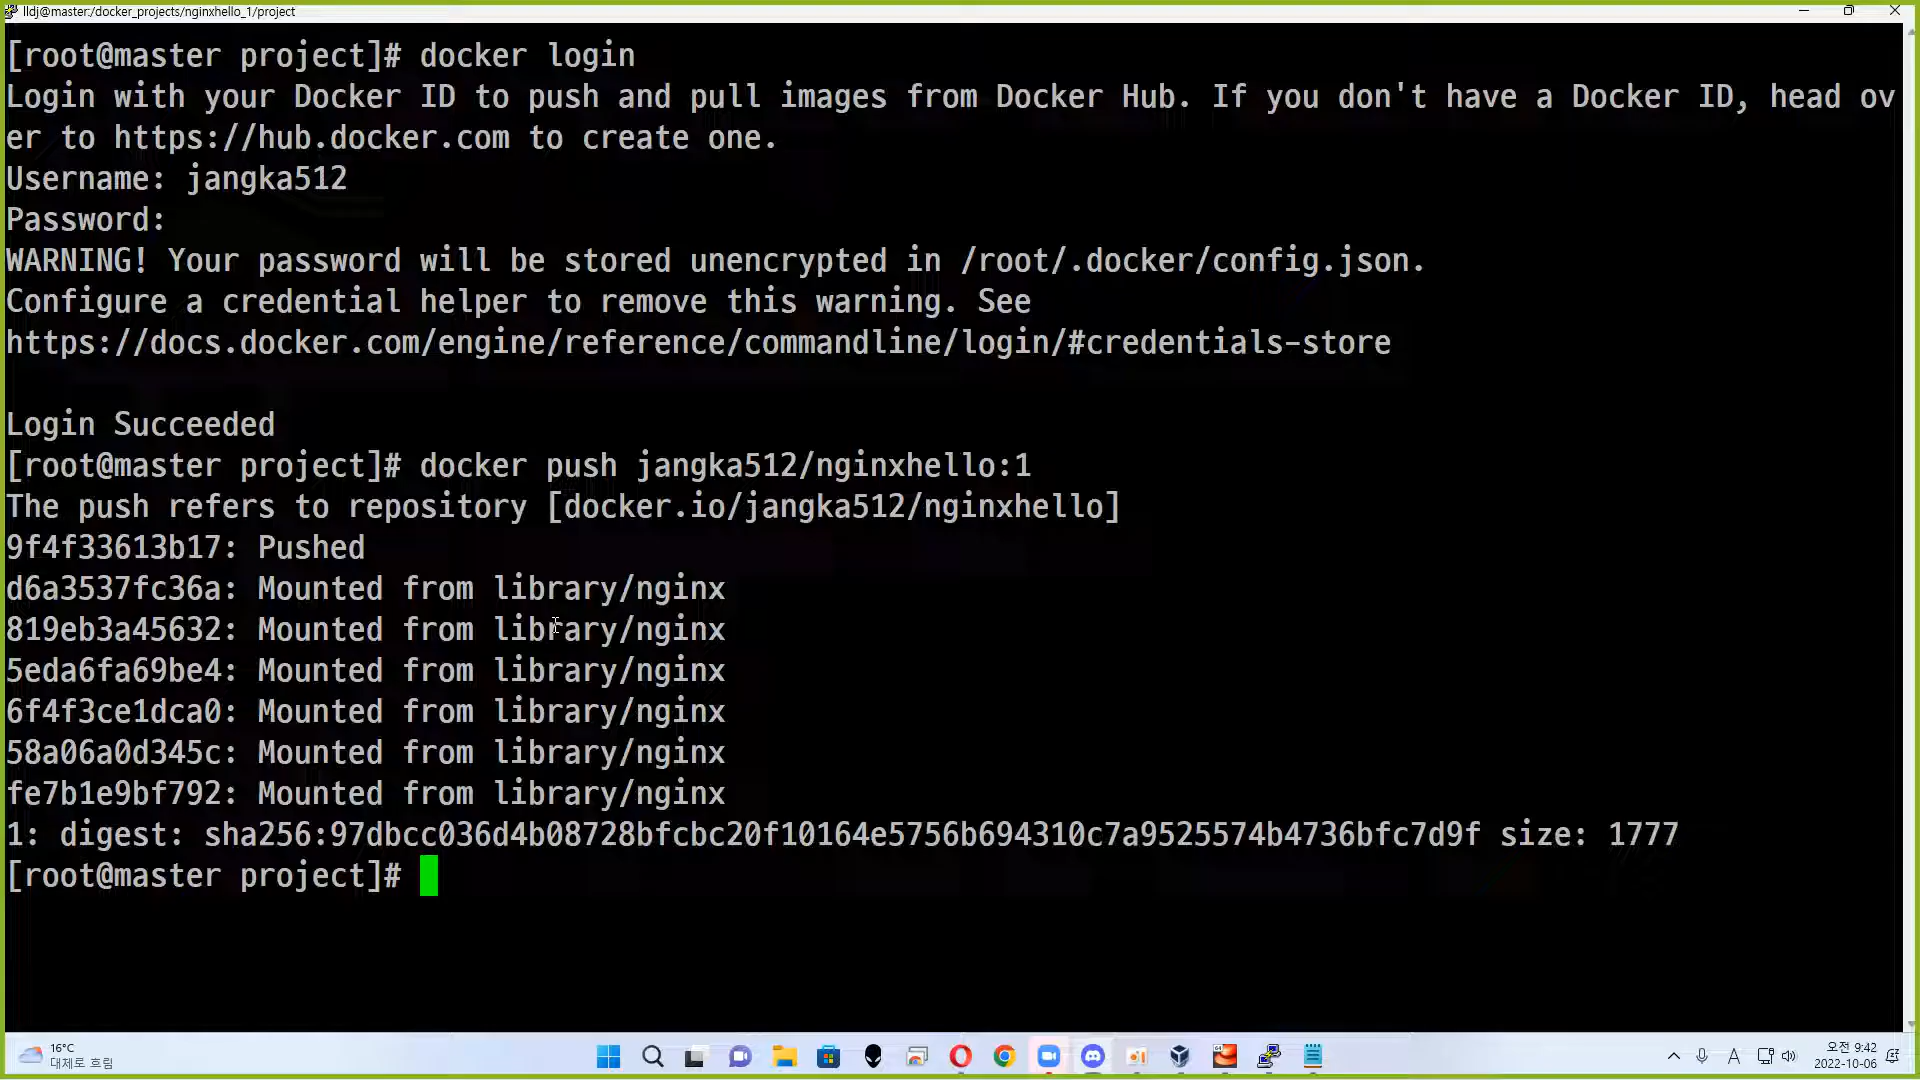 lldj@master:/docker_projects/nginxhello_1/project
[root@master project]# docker login
Login with your Docker ID to push and pull images from Docker Hub. If you don't have a Docker ID, head ov
er to https://hub.docker.com to create one.
Username: jangka512
Password:
WARNING! Your password will be stored unencrypted in /root/.docker/config.json.
Configure a credential helper to remove this warning. See
https://docs.docker.com/engine/reference/commandline/login/#credentials-store
Login Succeeded
[root@master project]# docker push jangka512/nginxhello:1
The push refers to repository [docker.io/jangka512/nginxhello]
9f4f33613b17: Pushed
d6a3537fc36a: Mounted from library/nginx
819eb3a45632: Mounted from library/nginx
5eda6fa69be4: Mounted from library/nginx
6f4f3ce1dca0: Mounted from library/nginx
58a06a0d345c: Mounted from library/nginx
fe7b1e9bf792: Mounted from library/nginx
1: digest: sha256:97dbcc036d4b08728bfcbc20f10164e5756b694310c7a9525574b4736bfc7d9f size: 1777
[root@master project]#
16°C
대체로 흐림
A
오전 9:42
2022-10-06